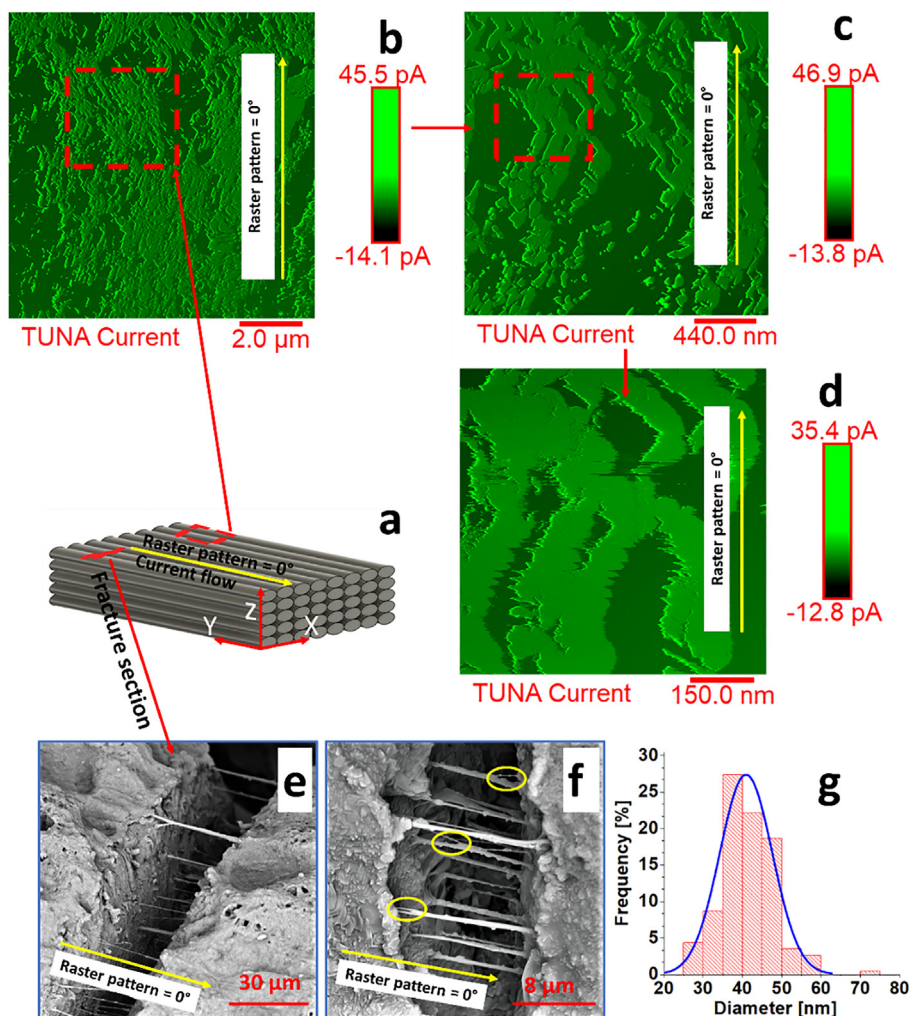 b
45.5 pA
-14.1 pA
Raster pattern = 0°
TUNA Current
2.0 µm
c
46.9 pA
-13.8 pA
Raster pattern = 0°
TUNA Current
440.0 nm
d
35.4 pA
-12.8 pA
Raster pattern = 0°
TUNA Current
150.0 nm
a
Raster pattern = 0°
Current flow
Z
Y
X
Fracture section
e
Raster pattern = 0°
30 µm
f
Raster pattern = 0°
8 µm
g
Frequency [%]
30
25
20
15
10
5
0
20 30 40 50 60 70 80
Diameter [nm]